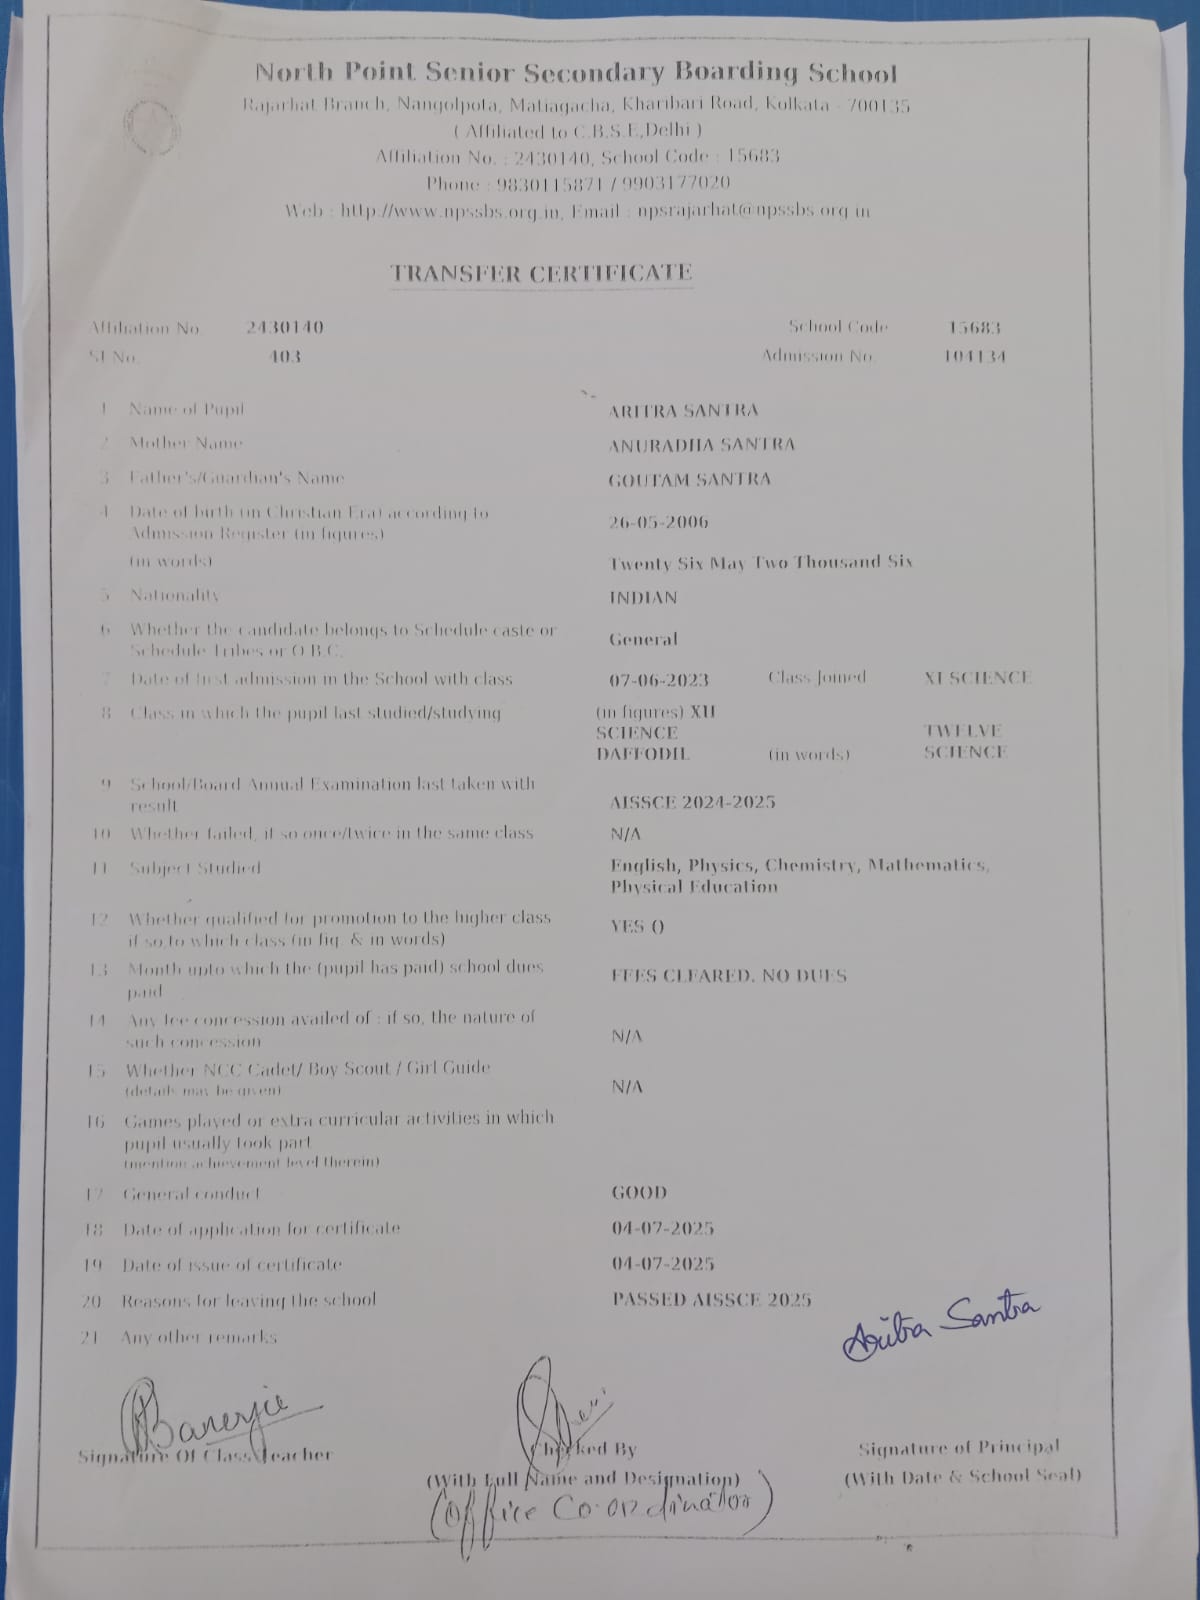 North Point Senior Secondary Boarding School
Rajarhat Branch, Nangolpota, Matiagacha, Kharibari Road, Kolkata - 700135
( Affiliated to C.B.S.E,Delhi )
Affiliation No. : 2430140, School Code : 15683
Phone : 9830115871 / 9903177020
Web : http://www.npssbs.org.in, Email : npsrajarhat@npssbs.org.in
TRANSFER CERTIFICATE
Affiliation No. 2430140 School Code 15683
Sl No. 403 Admission No. 104134
1 Name of Pupil ARITRA SANTRA
2 Mother Name ANURADHA SANTRA
3 Father's/Guardian's Name GOUTAM SANTRA
4 Date of birth (in Christian Era) according to
Admission Register (in figures) 26-05-2006
(in words) Twenty Six May Two Thousand Six
5 Nationality INDIAN
6 Whether the candidate belongs to Schedule caste or
Schedule Tribes or O.B.C. General
7 Date of first admission in the School with class 07-06-2023 Class Joined XI SCIENCE
8 Class in which the pupil last studied/studying (in figures) XII
SCIENCE TWELVE
DAFFODIL (in words) SCIENCE
9 School/Board Annual Examination last taken with
result AISSCE 2024-2025
10 Whether failed, if so once/twice in the same class N/A
11 Subject Studied English, Physics, Chemistry, Mathematics,
Physical Education
12 Whether qualified for promotion to the higher class
if so,to which class (in fig. & in words) YES ()
13 Month upto which the (pupil has paid) school dues
paid FEES CLEARED, NO DUES
14 Any fee concession availed of : if so, the nature of
such concession N/A
15 Whether NCC Cadet/ Boy Scout / Girl Guide
(details may be given) N/A
16 Games played or extra curricular activities in which
pupil usually took part
(mention achievement level therein)
17 General conduct GOOD
18 Date of application for certificate 04-07-2025
19 Date of issue of certificate 04-07-2025
20 Reasons for leaving the school PASSED AISSCE 2025
21 Any other remarks
Aritra Santra
Banerjee
Signature Of Class Teacher Checked By Signature of Principal
(With Full Name and Designation) (With Date & School Seal)
(Office Co-ordinator)